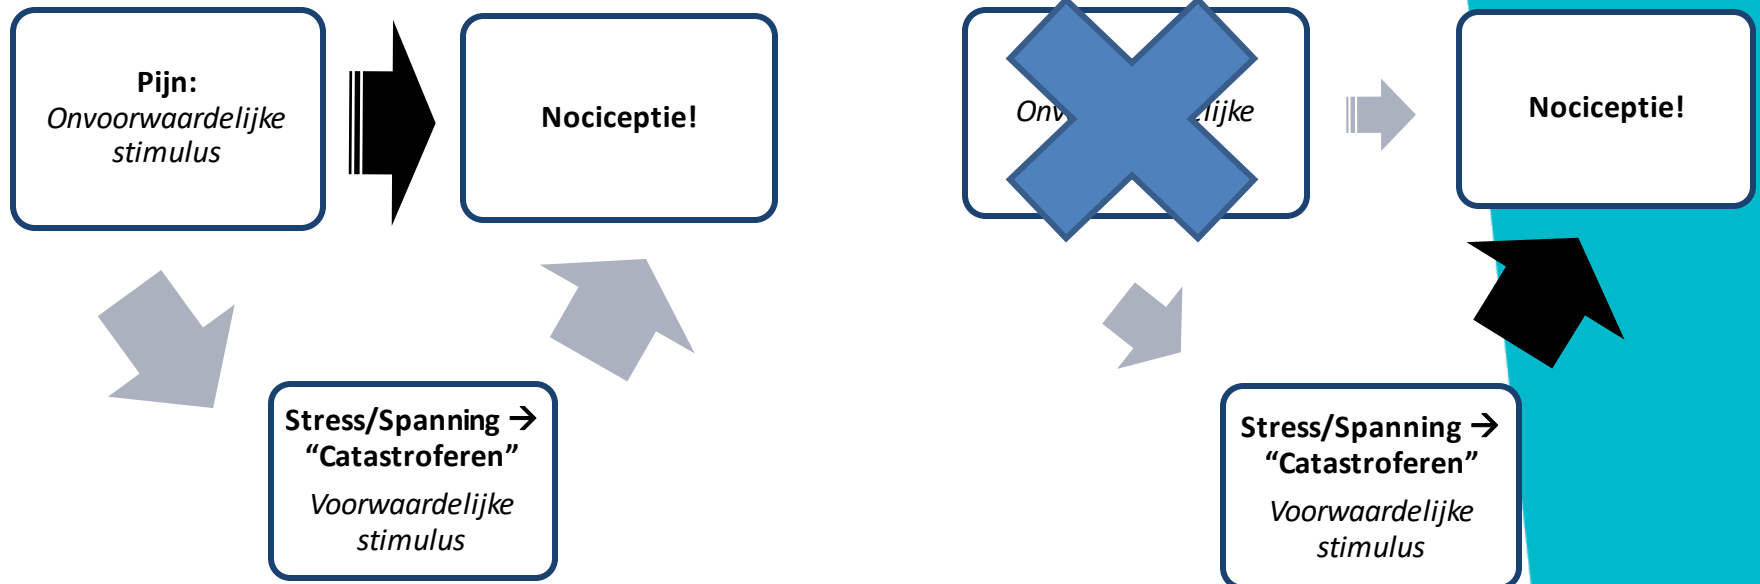 Pijn:
Onvoorwaardelijke
stimulus
Nociceptie!
Stress/Spanning →
“Catastroferen”
Voorwaardelijke
stimulus
Nociceptie!
Stress/Spanning →
“Catastroferen”
Voorwaardelijke
stimulus